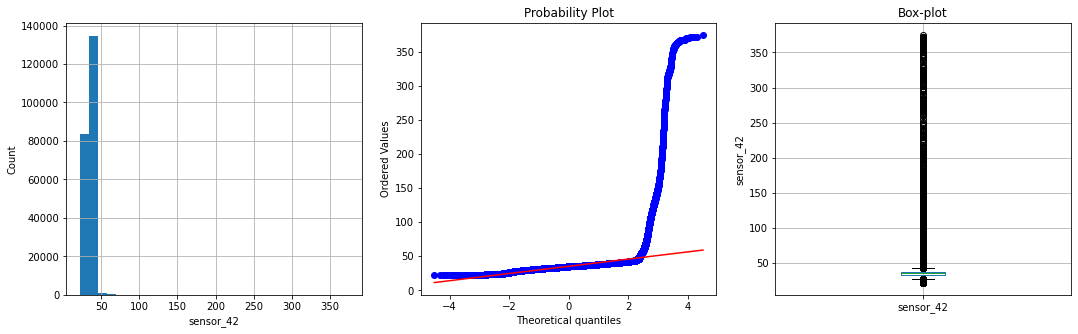 140000
120000
100000
80000
60000
40000
20000
0
Count
50 100 150 200 250 300 350
sensor_42
Probability Plot
350
300
250
200
150
100
50
0
Ordered Values
−4 −2 0 2 4
Theoretical quantiles
Box-plot
350
300
250
200
150
100
50
sensor_42
sensor_42